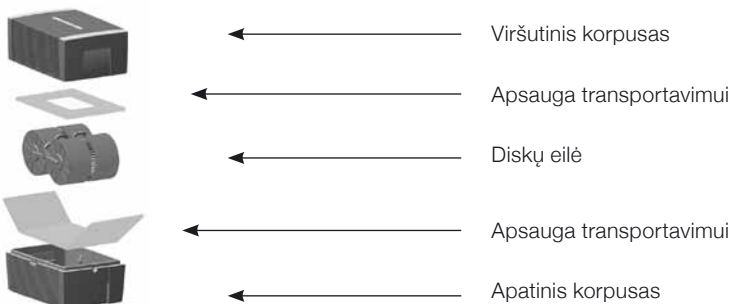 Viršutinis korpusas
Apsauga transportavimui
Diskų eilė
Apsauga transportavimui
Apatinis korpusas